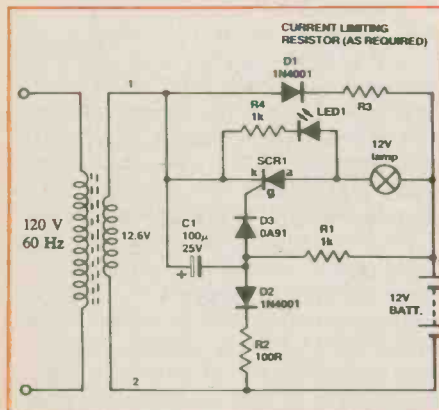 CURRENT LIMITING
RESISTOR (AS REQUIRED)
1
D1
1N4001
R3
R4
1k
LED1
SCR1
k
a
g
12V
lamp
120 V
60 Hz
12.6V
C1
100µ
25V
+
D3
0A91
R1
1k
D2
1N4001
12V
BATT.
R2
100R
2